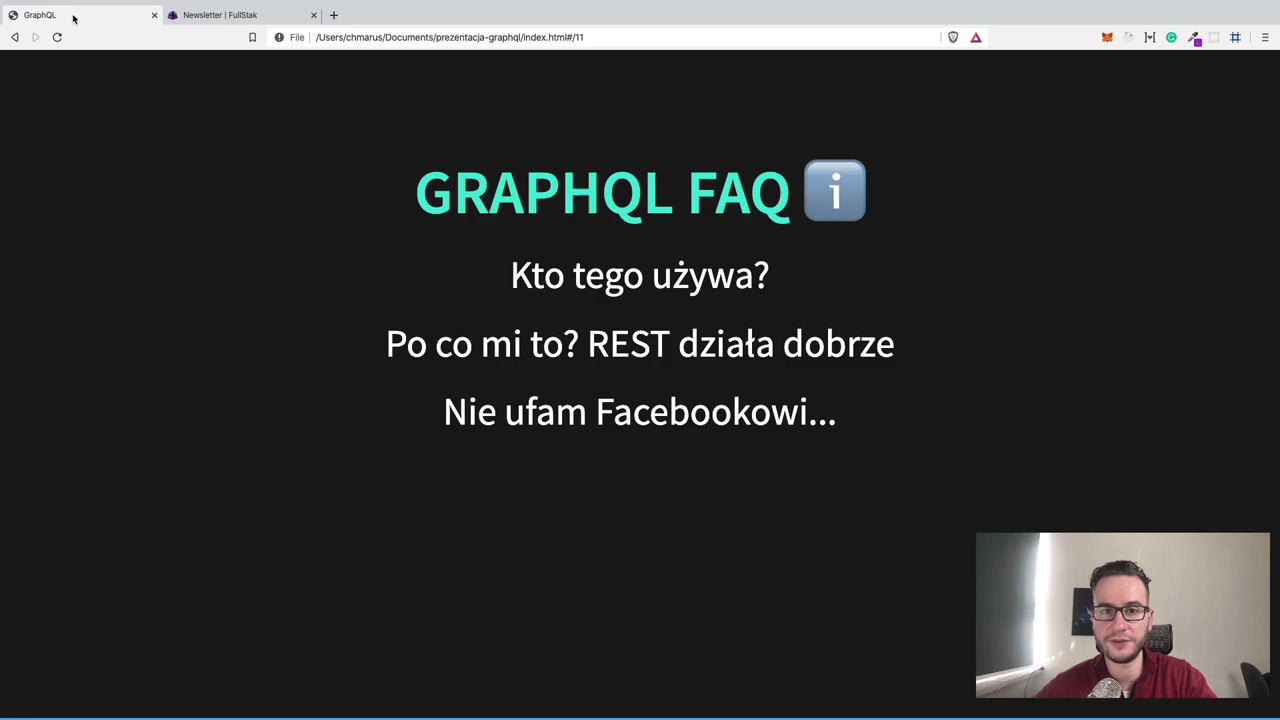 GraphQL
Newsletter | FullStak
File
/Users/chmarus/Documents/prezentacja-graphql/index.html#/11
GRAPHQL FAQ ℹ️
Kto tego używa?
Po co mi to? REST działa dobrze
Nie ufam Facebookowi...